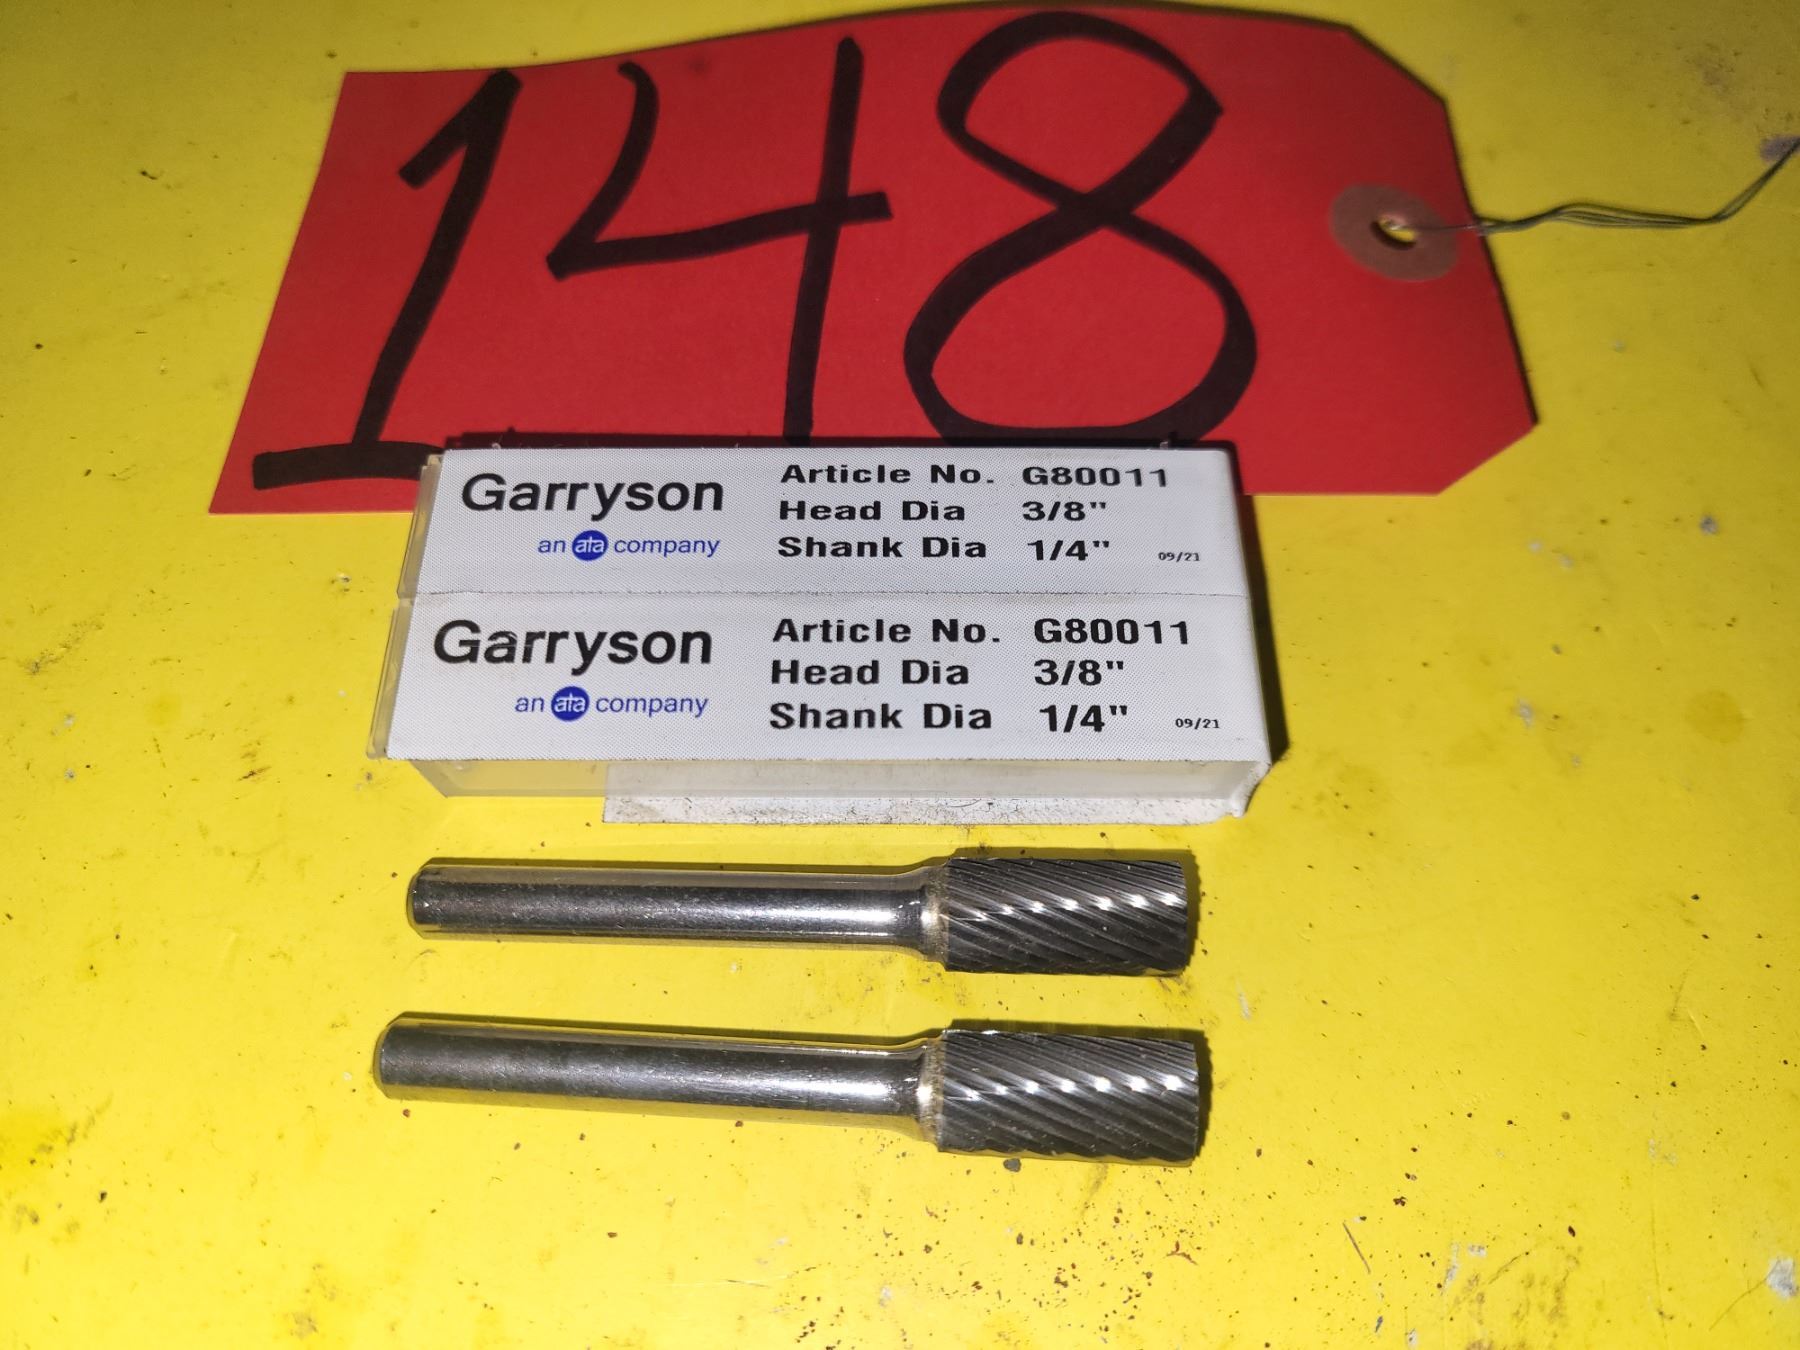 148
Garryson
an ata company
Article No. G80011
Head Dia 3/8"
Shank Dia 1/4" 09/21
Garryson
an ata company
Article No. G80011
Head Dia 3/8"
Shank Dia 1/4" 09/21